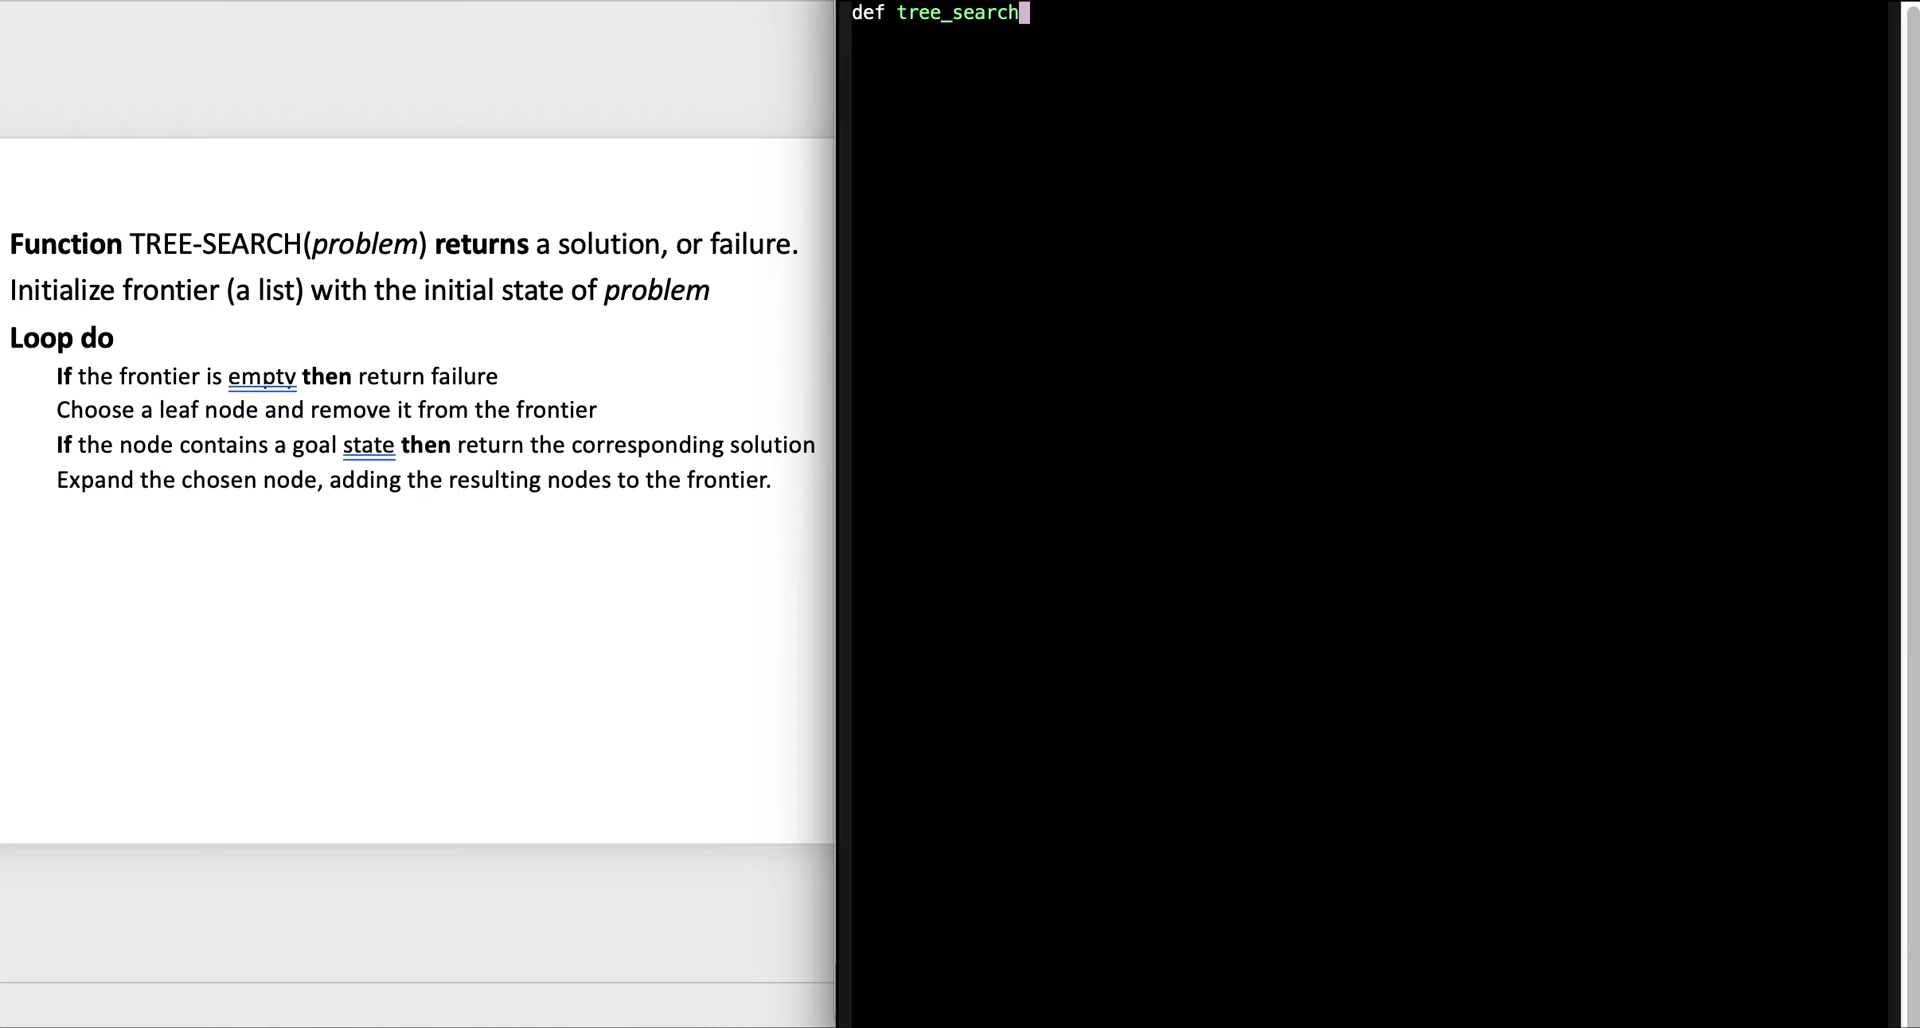 Function TREE-SEARCH(problem) returns a solution, or failure.
Initialize frontier (a list) with the initial state of problem
Loop do
If the frontier is empty then return failure
Choose a leaf node and remove it from the frontier
If the node contains a goal state then return the corresponding solution
Expand the chosen node, adding the resulting nodes to the frontier.
def tree_search